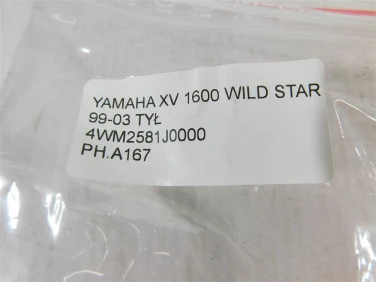 YAMAHA XV 1600 WILD STAR
99-03 TYŁ
4WM2581J0000
PH.A167